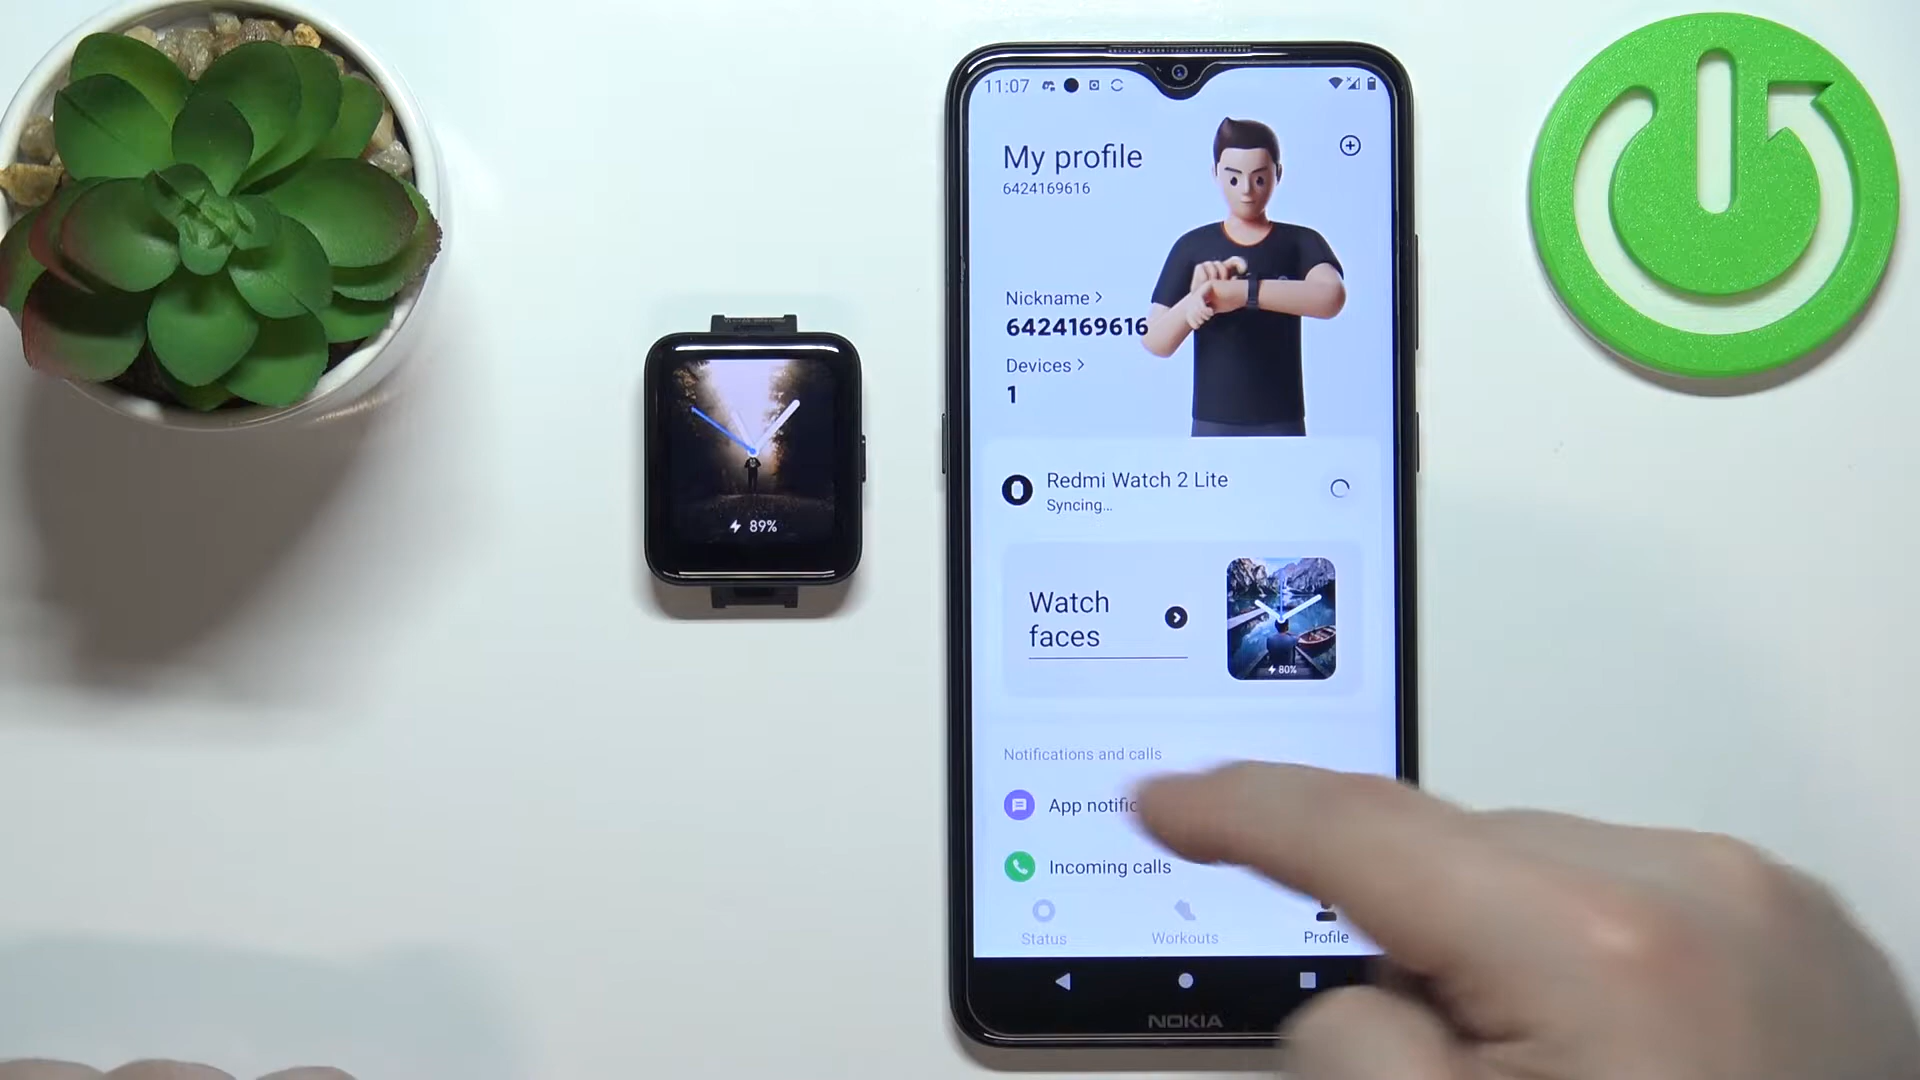 11:07
My profile
6424169616
Nickname >
6424169616
Devices >
1
Redmi Watch 2 Lite
Syncing...
Watch
faces
80%
89%
Notifications and calls
App notific
Incoming calls
Status
Workouts
Profile
NOKIA